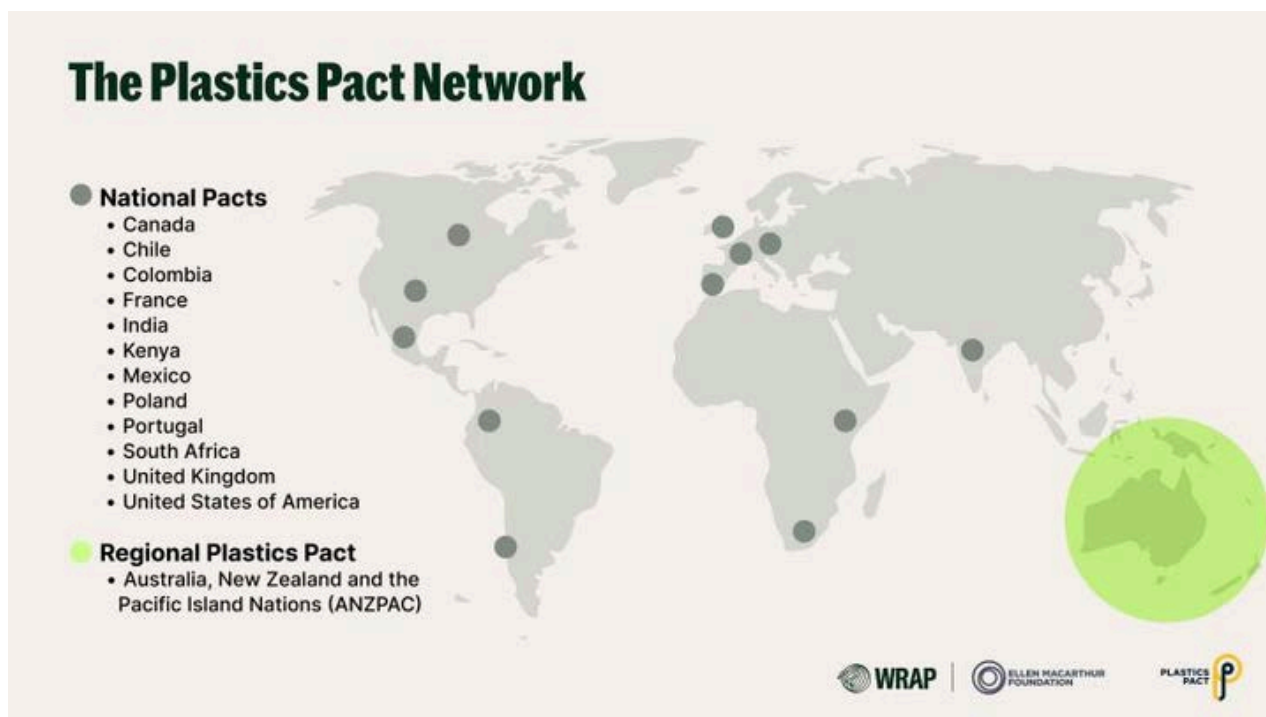 The Plastics Pact Network
National Pacts
• Canada
• Chile
• Colombia
• France
• India
• Kenya
• Mexico
• Poland
• Portugal
• South Africa
• United Kingdom
• United States of America
Regional Plastics Pact
• Australia, New Zealand and the
Pacific Island Nations (ANZPAC)
WRAP
ELLEN MACARTHUR
FOUNDATION
PLASTICS
PACT